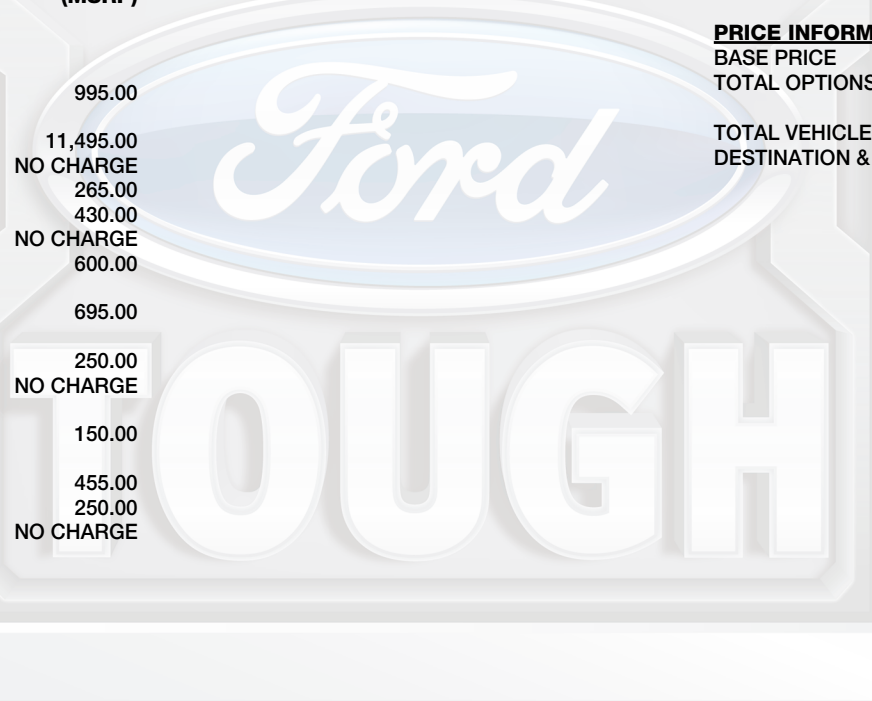 (MSRP)
995.00
11,495.00
NO CHARGE
265.00
430.00
NO CHARGE
600.00
695.00
250.00
NO CHARGE
150.00
455.00
250.00
NO CHARGE
PRICE INFORM
BASE PRICE
TOTAL OPTIONS
TOTAL VEHICLE
DESTINATION &
Ford
TOUGH